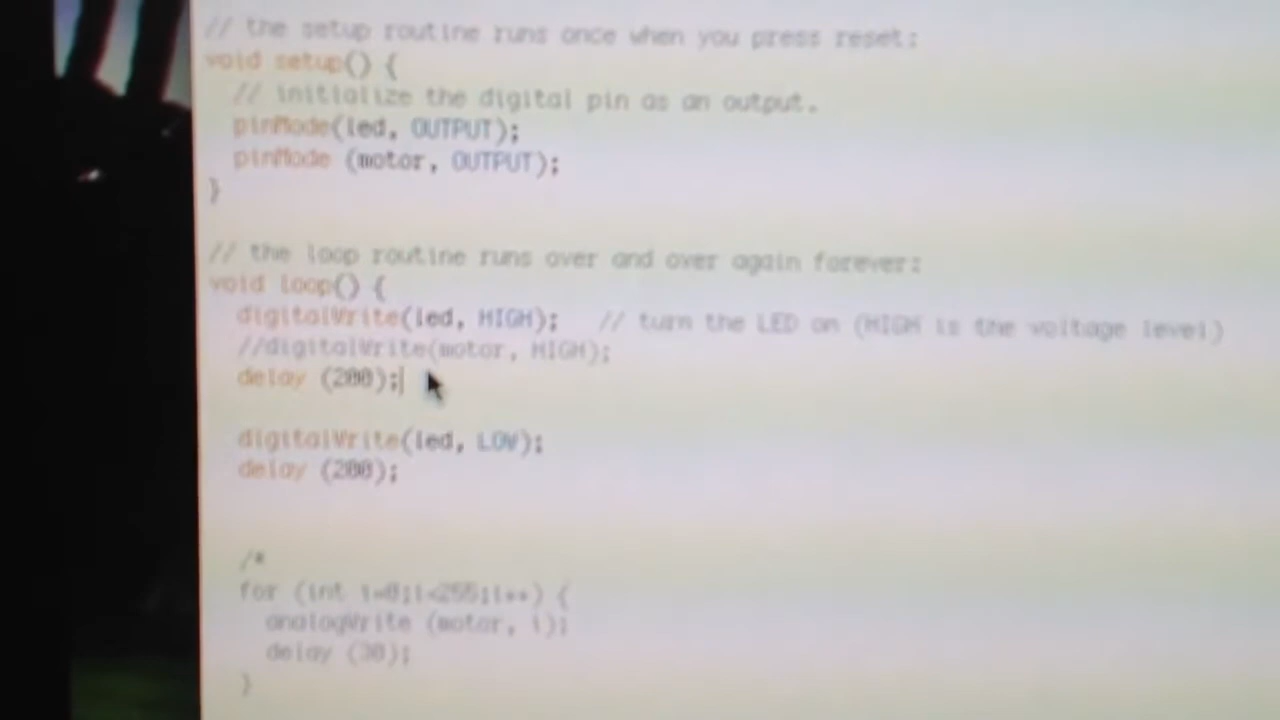 // the setup routine runs once when you press reset:
void setup() {
// initialize the digital pin as an output.
pinMode(led, OUTPUT);
pinMode (motor, OUTPUT);
}
// the loop routine runs over and over again forever:
void loop() {
digitalWrite(led, HIGH); // turn the LED on (HIGH is the voltage level)
//digitalWrite(motor, HIGH);
delay (200);
digitalWrite(led, LOW);
delay (200);
/*
for (int i=0;i<255;i++) {
analogWrite (motor, i);
delay (30);
}